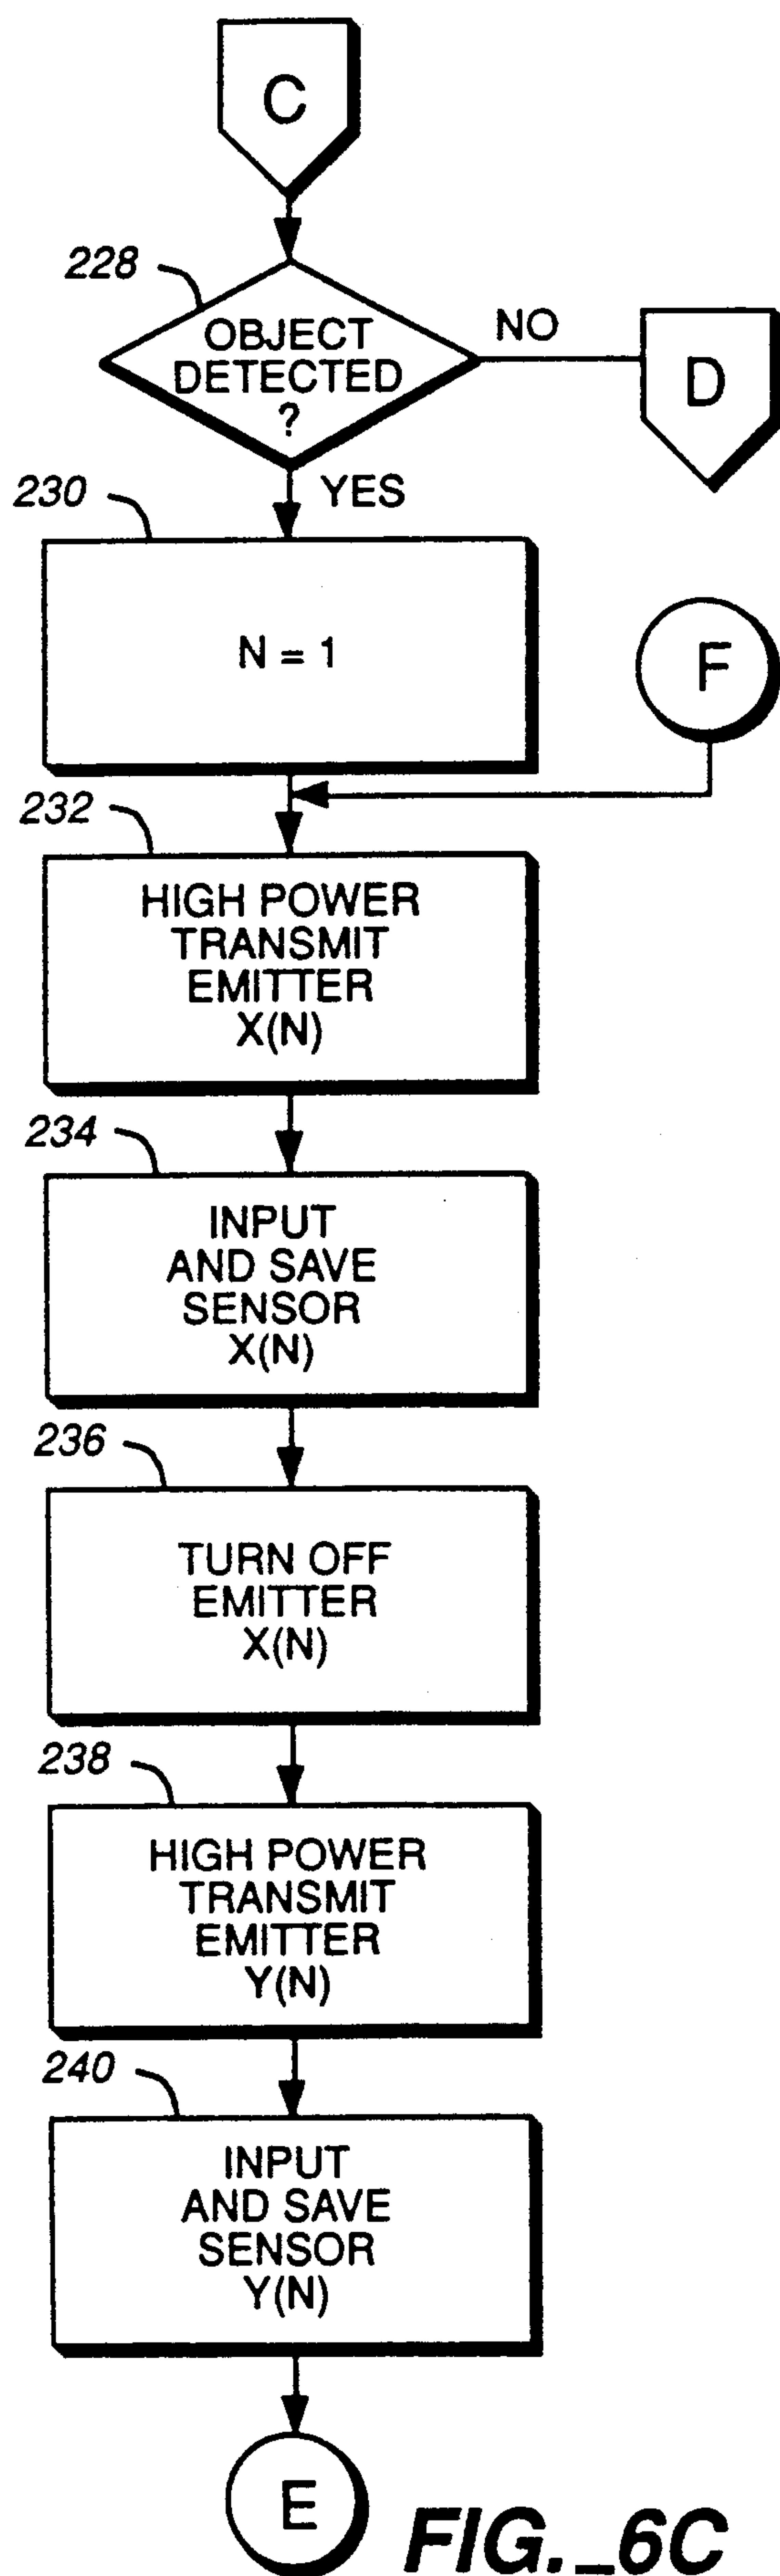 C
228
OBJECT
DETECTED
?
NO
D
YES
230
N = 1
F
232
HIGH POWER
TRANSMIT
EMITTER
X(N)
234
INPUT
AND SAVE
SENSOR
X(N)
236
TURN OFF
EMITTER
X(N)
238
HIGH POWER
TRANSMIT
EMITTER
Y(N)
240
INPUT
AND SAVE
SENSOR
Y(N)
E
FIG._6C